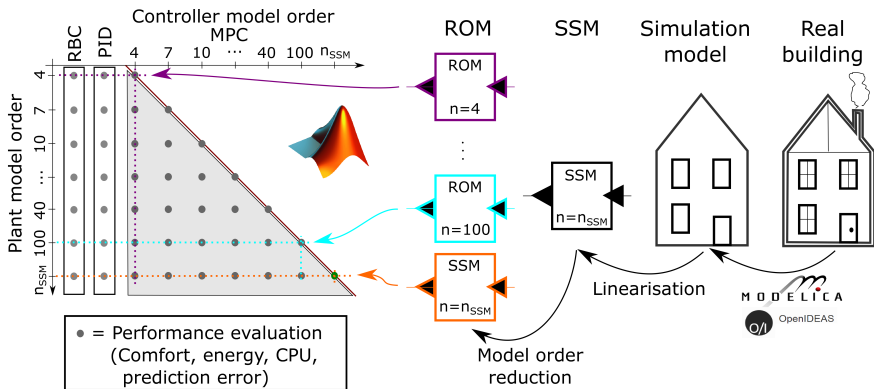 Controller model order
MPC
RBC
PID
4 7 10 ... 40 100 nSSM
Plant model order
4
7
10
...
40
100
nSSM
= Performance evaluation
(Comfort, energy, CPU,
prediction error)
ROM
ROM
n=4
ROM
n=100
SSM
n=nSSM
SSM
SSM
n=nSSM
Simulation
model
Real
building
Linearisation
Model order
reduction
MODELICA
O/I OpenIDEAS